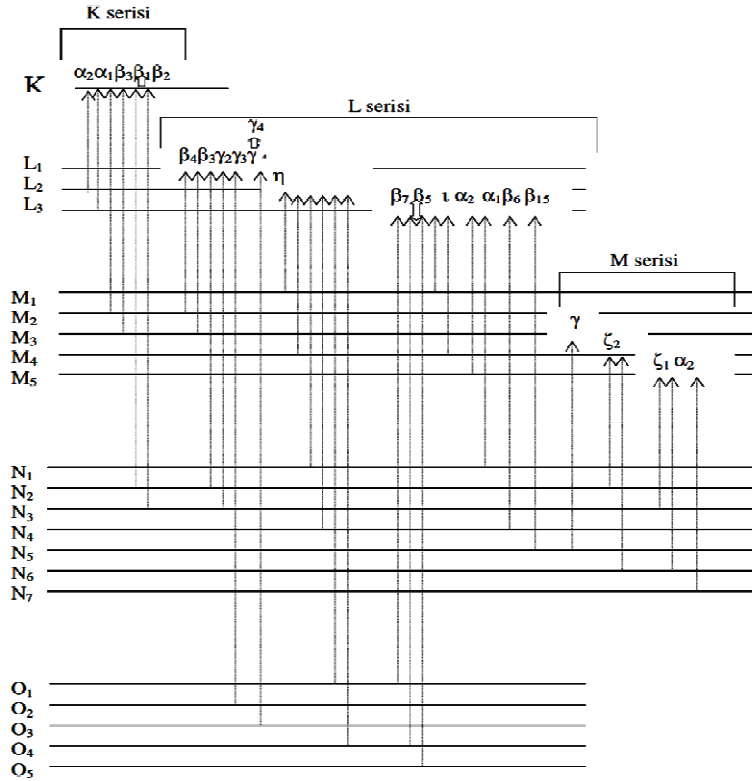 K serisi
α₂α₁β₃β₁β₂
K
L serisi
γ₄
L₁
β₄β₃γ₂γ₃γ
L₂
η
L₃
β₇β₅ ι α₂ α₁β₆ β₁₅
M serisi
M₁
M₂
γ
M₃
ζ₂
M₄
ζ₁ α₂
M₅
N₁
N₂
N₃
N₄
N₅
N₆
N₇
O₁
O₂
O₃
O₄
O₅